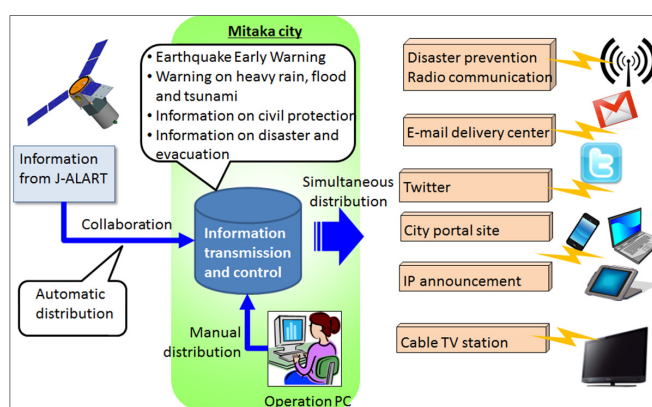 Mitaka city
• Earthquake Early Warning
• Warning on heavy rain, flood
and tsunami
• Information on civil protection
• Information on disaster and
evacuation
Information
from J-ALART
Collaboration
Automatic
distribution
Information
transmission
and control
Manual
distribution
Operation PC
Simultaneous
distribution
Disaster prevention
Radio communication
E-mail delivery center
Twitter
City portal site
IP announcement
Cable TV station